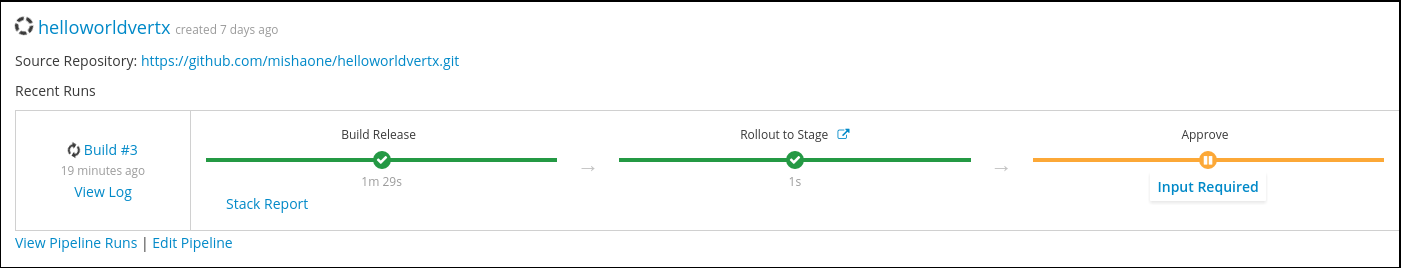 helloworldvertx created 7 days ago
Source Repository: https://github.com/mishaone/helloworldvertx.git
Recent Runs
Build #3
19 minutes ago
View Log
Build Release
1m 29s
Stack Report
Rollout to Stage
1s
Approve
Input Required
View Pipeline Runs | Edit Pipeline